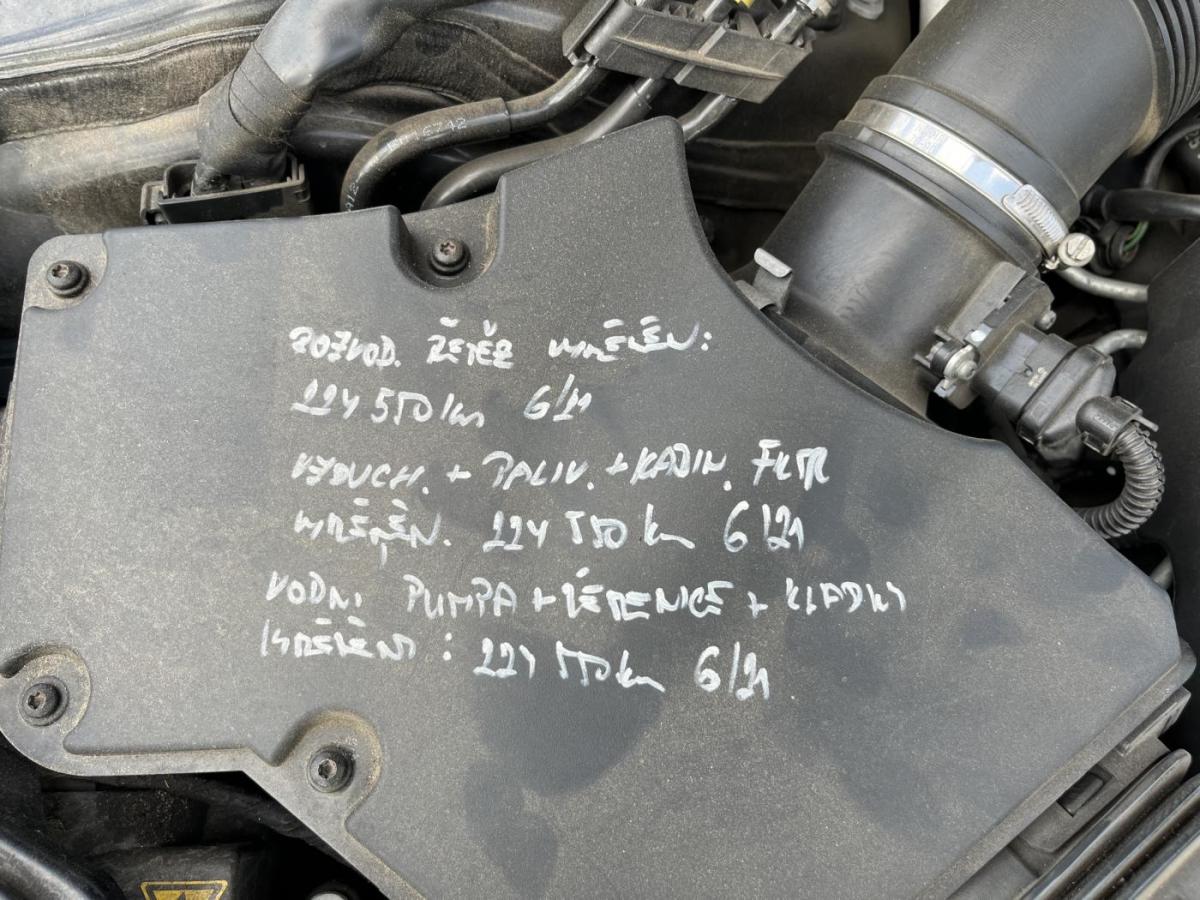 ROZVOD. ŘETĚZ VYMĚNĚN:
224 550 km 6/21
VZDUCH. + PALIV. + KABIN. FILTR
VYMĚNĚN. 224 550 km 6/21
VODNÍ PUMPA + ŘEMENICE + KLADKY
VYMĚNĚNY : 224 550 km 6/21